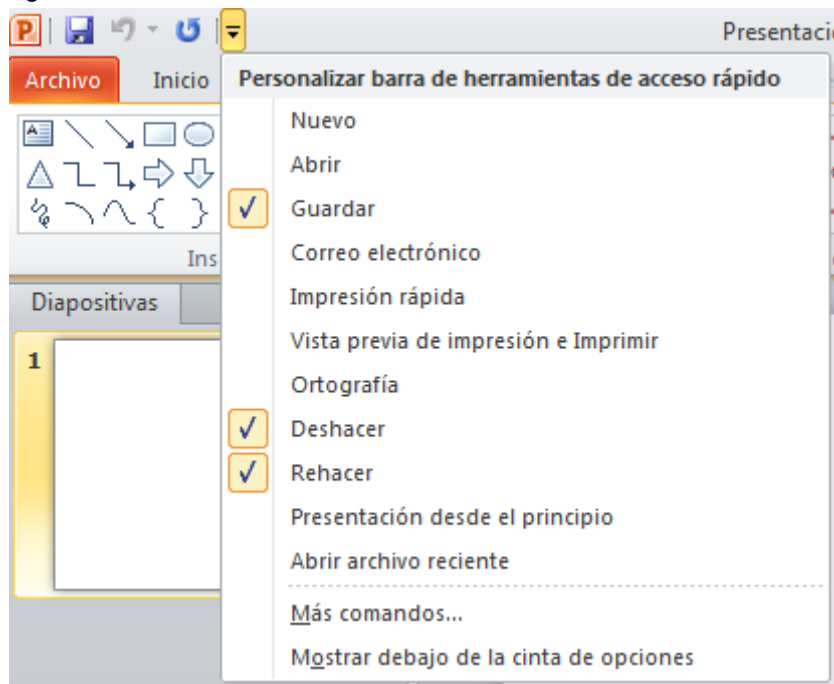 Presentaci
Archivo Inicio
Personalizar barra de herramientas de acceso rápido
Nuevo
Abrir
Guardar
Ins
Correo electrónico
Diapositivas
Impresión rápida
Vista previa de impresión e Imprimir
1
Ortografía
Deshacer
Rehacer
Presentación desde el principio
Abrir archivo reciente
Más comandos...
Mostrar debajo de la cinta de opciones